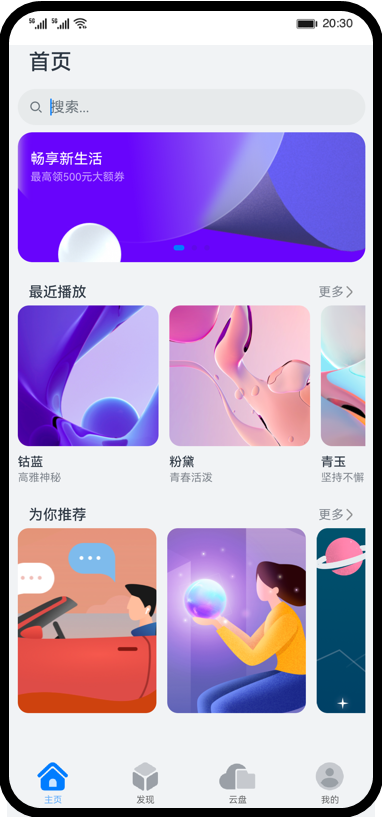 5G 5G 20:30
首页
搜索...
畅享新生活
最高领500元大额券
最近播放 更多
钴蓝 粉黛 青玉
高雅神秘 青春活泼 坚持不懈
为你推荐 更多
主页 发现 云盘 我的